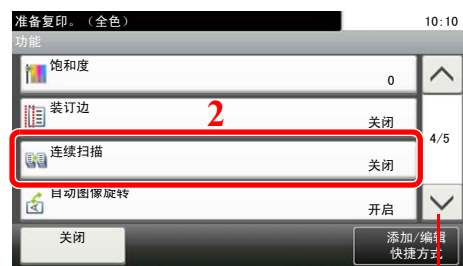 准备复印。（全色）
10:10
功能
饱和度
0
装订边
2
关闭
4/5
连续扫描
关闭
自动图像旋转
开启
关闭
添加/编辑
快捷方式